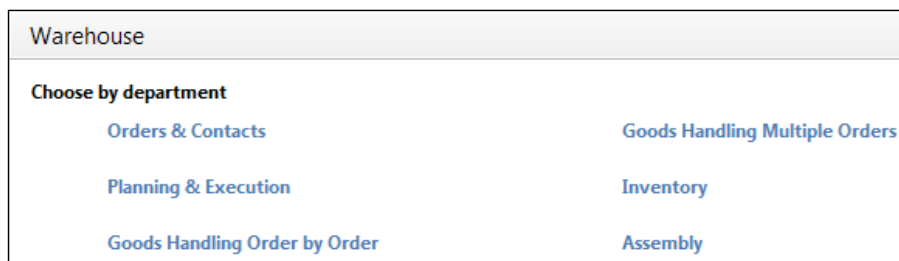 Warehouse
Choose by department
Orders & Contacts
Goods Handling Multiple Orders
Planning & Execution
Inventory
Goods Handling Order by Order
Assembly